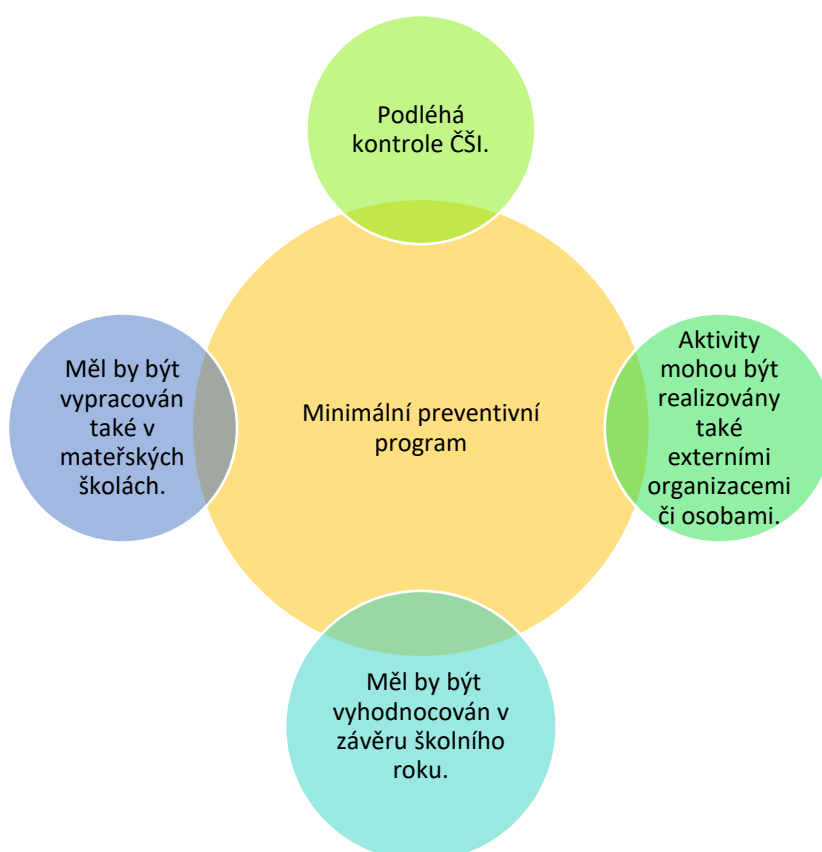 Podléhá
kontrole ČŠI.
Měl by být
vypracován
také v
mateřských
školách.
Minimální preventivní
program
Aktivity
mohou být
realizovány
také
externími
organizacemi
či osobami.
Měl by být
vyhodnocován v
závěru školního
roku.